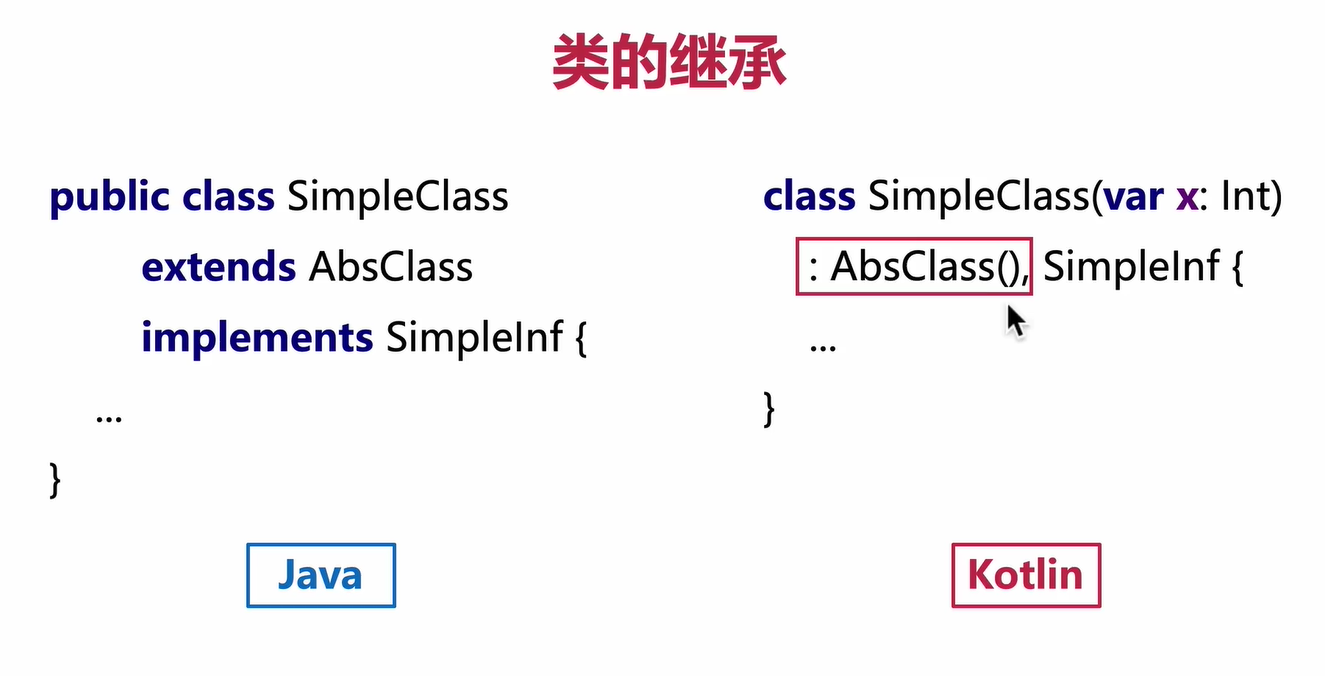 类的继承
public class SimpleClass
extends AbsClass
implements SimpleInf {
...
}
Java
class SimpleClass(var x: Int)
: AbsClass(), SimpleInf {
...
}
Kotlin